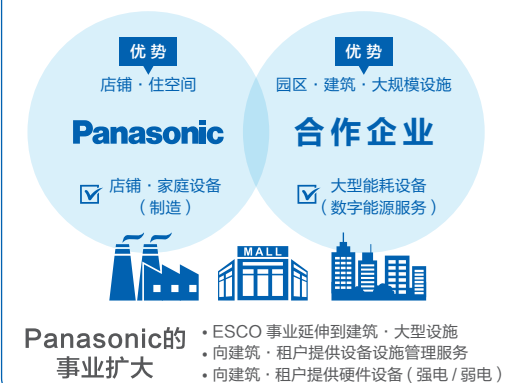 优势
店铺・住空间
Panasonic
店铺・家庭设备
（制造）
优势
园区・建筑・大规模设施
合作企业
大型能耗设备
（数字能源服务）
MALL
Panasonic的
事业扩大
・ESCO 事业延伸到建筑・大型设施
・向建筑・租户提供设备设施管理服务
・向建筑・租户提供硬件设备（强电 / 弱电）